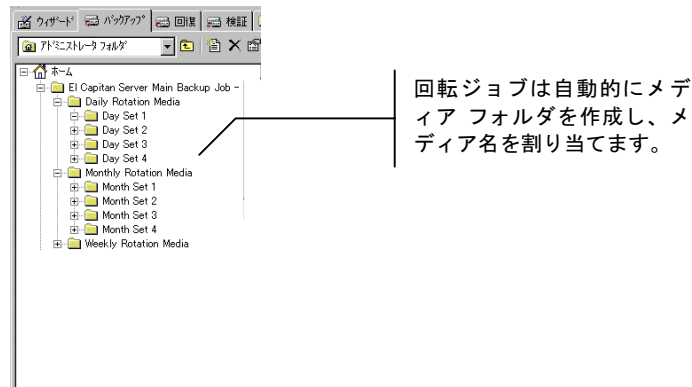 ウィザード バックアップ 回復 検証
アドミニストレータ フォルダ
ホーム
El Capitan Server Main Backup Job -
Daily Rotation Media
Day Set 1
Day Set 2
Day Set 3
Day Set 4
Monthly Rotation Media
Month Set 1
Month Set 2
Month Set 3
Month Set 4
Weekly Rotation Media
回転ジョブは自動的にメデ
ィア フォルダを作成し、メ
ディア名を割り当てます。